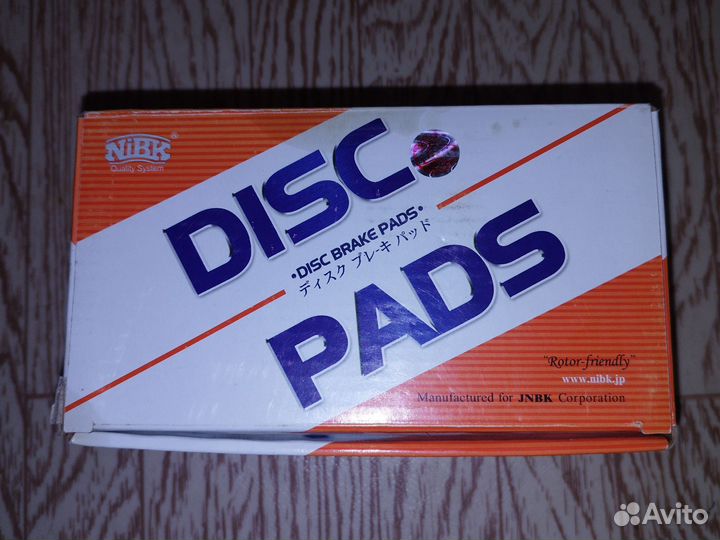 NiBK®
Quality System
DISC
•DISC BRAKE PADS•
ディスク ブレーキ パッド
PADS
"Rotor-friendly"
www.nibk.jp
Manufactured for JNBK Corporation
Avito